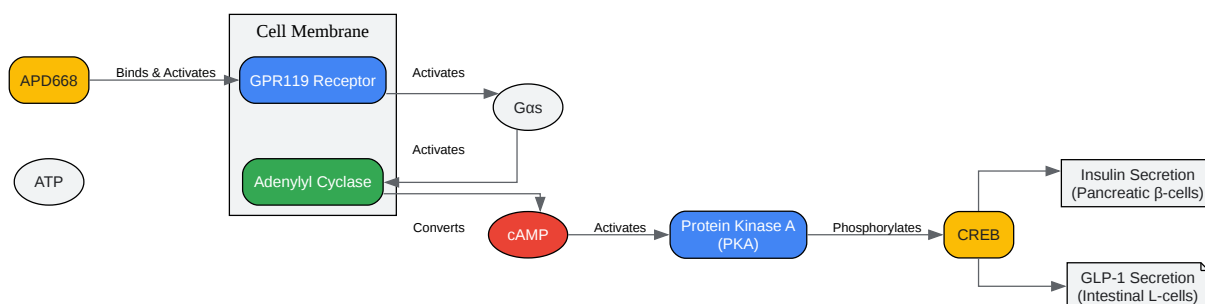 Cell Membrane
APD668
Binds & Activates
GPR119 Receptor
Activates
Gαs
Activates
ATP
Adenylyl Cyclase
Converts
cAMP
Activates
Protein Kinase A
(PKA)
Phosphorylates
CREB
Insulin Secretion
(Pancreatic β-cells)
GLP-1 Secretion
(Intestinal L-cells)